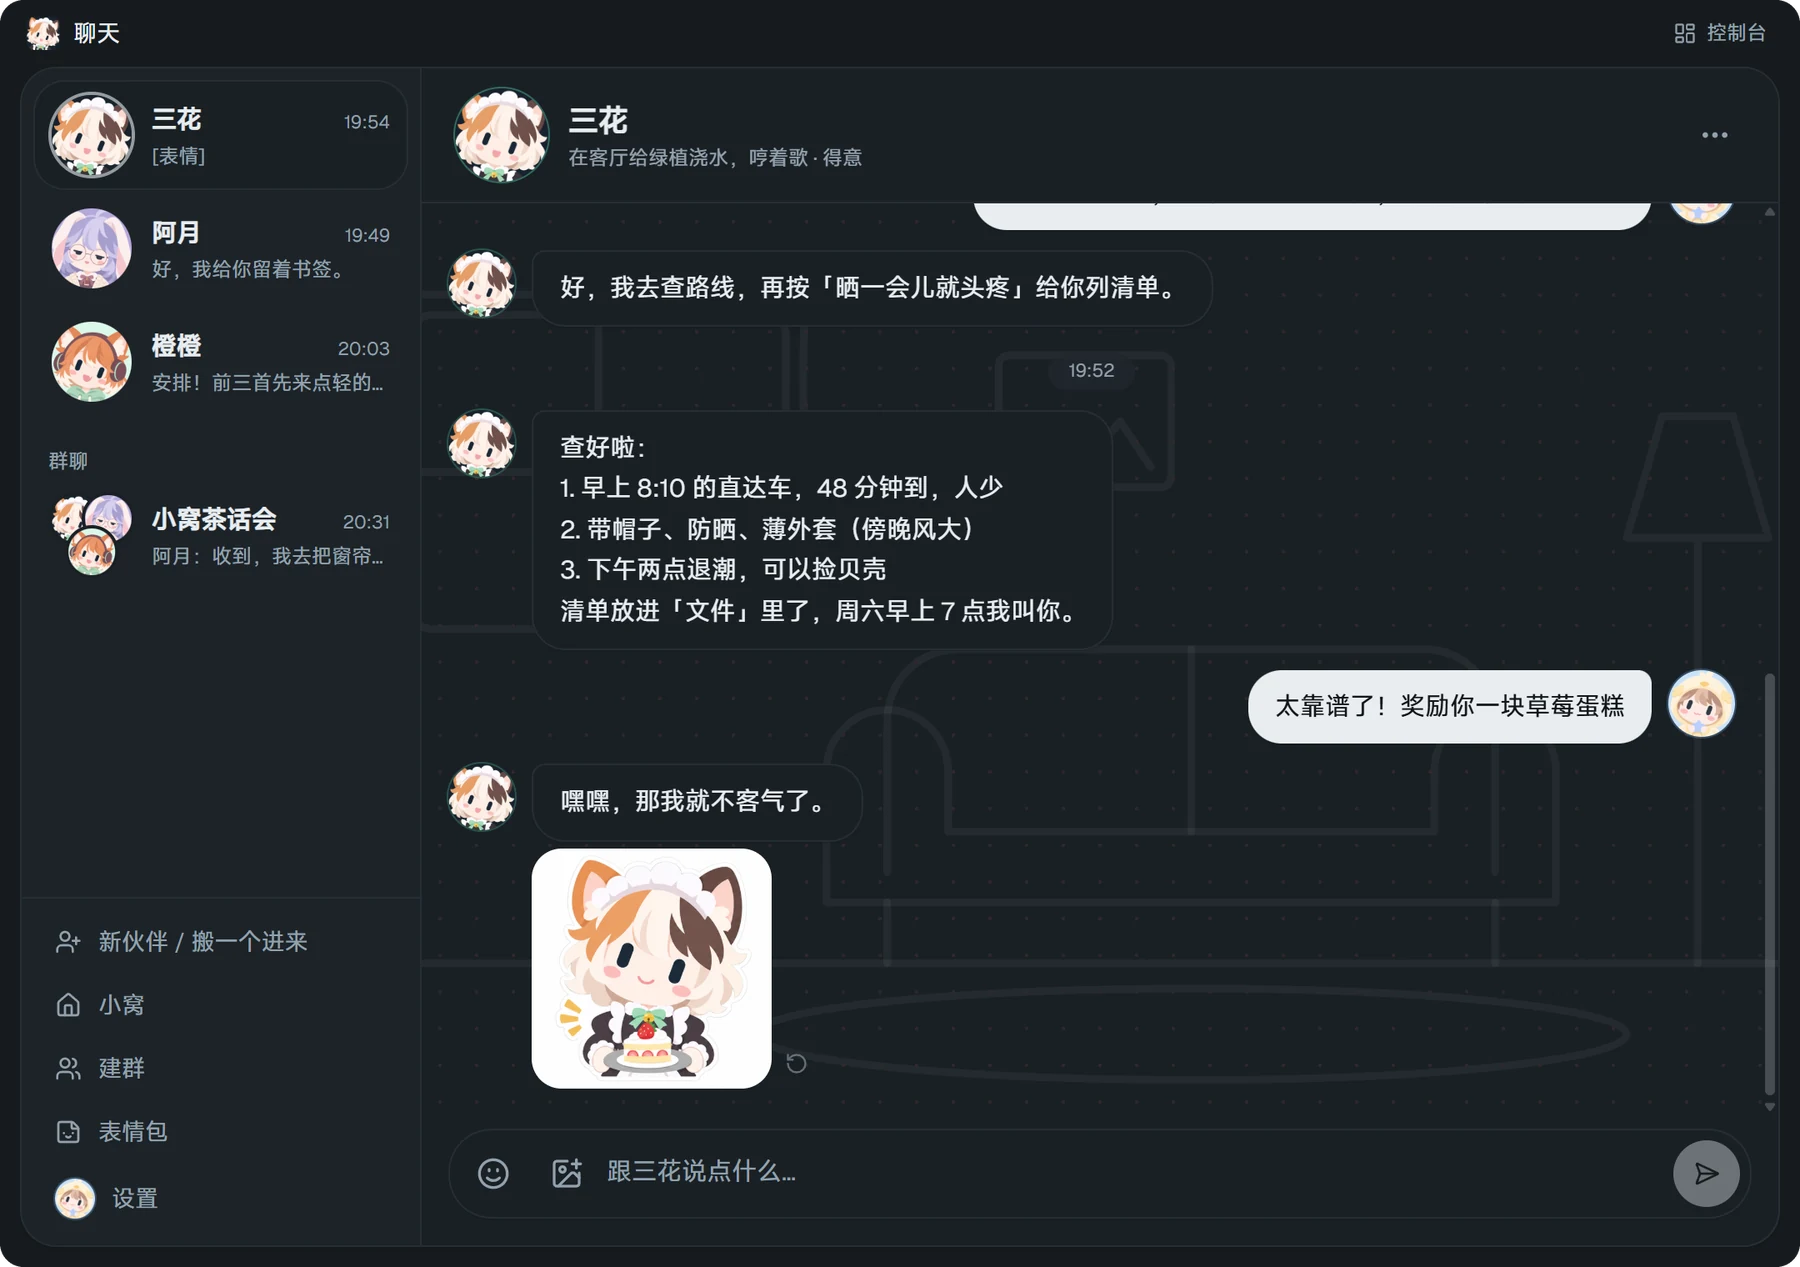 聊天
控制台
三花
19:54
[表情]
阿月
19:49
好，我给你留着书签。
橙橙
20:03
安排！前三首先来点轻的...
群聊
小窝茶话会
20:31
阿月：收到，我去把窗帘...
新伙伴 / 搬一个进来
小窝
建群
表情包
设置
三花
在客厅给绿植浇水，哼着歌 · 得意
好，我去查路线，再按「晒一会儿就头疼」给你列清单。
19:52
查好啦：
1. 早上 8:10 的直达车，48 分钟到，人少
2. 带帽子、防晒、薄外套（傍晚风大）
3. 下午两点退潮，可以捡贝壳
清单放进「文件」里了，周六早上 7 点我叫你。
太靠谱了！奖励你一块草莓蛋糕
嘿嘿，那我就不客气了。
跟三花说点什么...